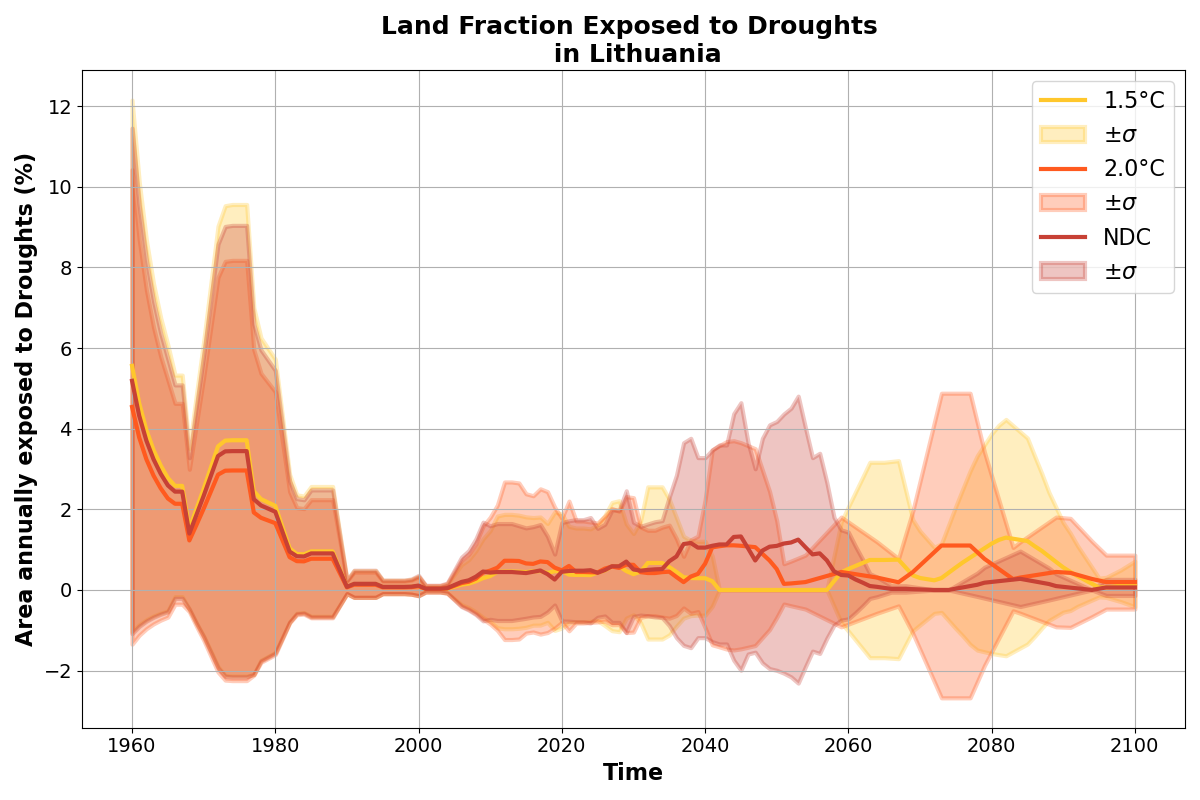 Land Fraction Exposed to Droughts
in Lithuania
Area annually exposed to Droughts (%)
12
10
8
6
4
2
0
−2
1960
1980
2000
2020
2040
2060
2080
2100
Time
1.5°C
±σ
2.0°C
±σ
NDC
±σ